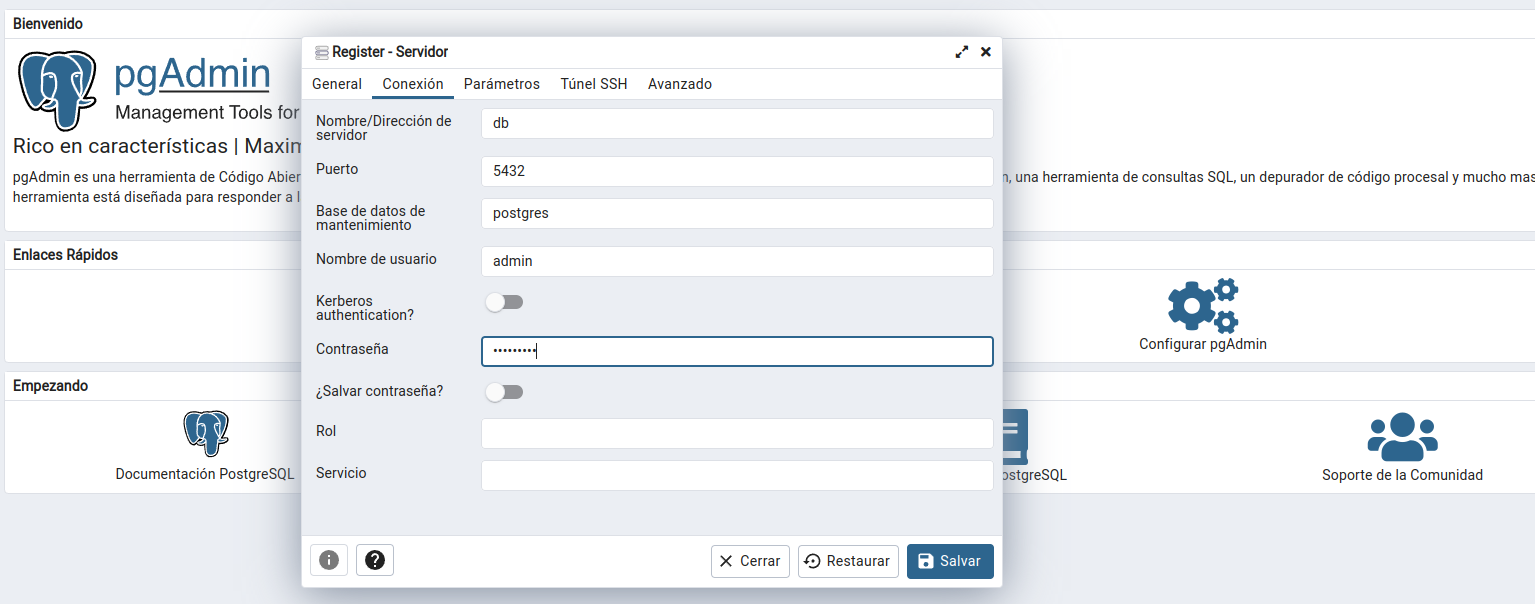 Bienvenido
pgAdmin
Management Tools for
Rico en características | Maxim
pgAdmin es una herramienta de Código Abier
n, una herramienta de consultas SQL, un depurador de código procesal y mucho mas
herramienta está diseñada para responder a l
Register - Servidor
General Conexión Parámetros Túnel SSH Avanzado
Nombre/Dirección de
servidor
db
Puerto
5432
Base de datos de
mantenimiento
postgres
Nombre de usuario
admin
Kerberos
authentication?
Contraseña
•••••••••
¿Salvar contraseña?
Rol
Servicio
Cerrar Restaurar Salvar
Enlaces Rápidos
Configurar pgAdmin
Empezando
Documentación PostgreSQL
ostgreSQL
Soporte de la Comunidad